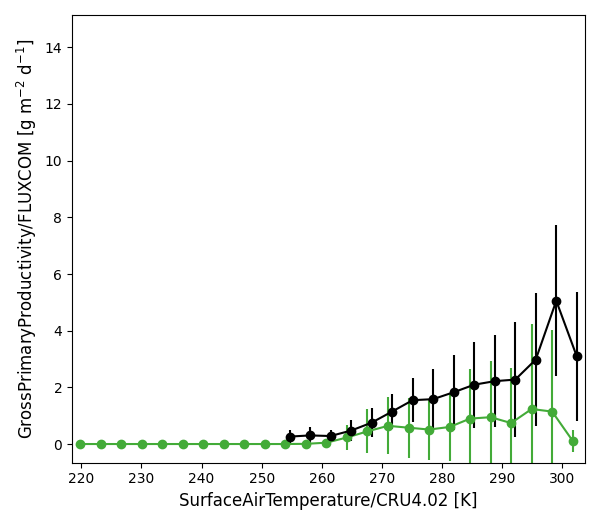 GrossPrimaryProductivity/FLUXCOM [g m⁻² d⁻¹]
14
12
10
8
6
4
2
0
220 230 240 250 260 270 280 290 300
SurfaceAirTemperature/CRU4.02 [K]